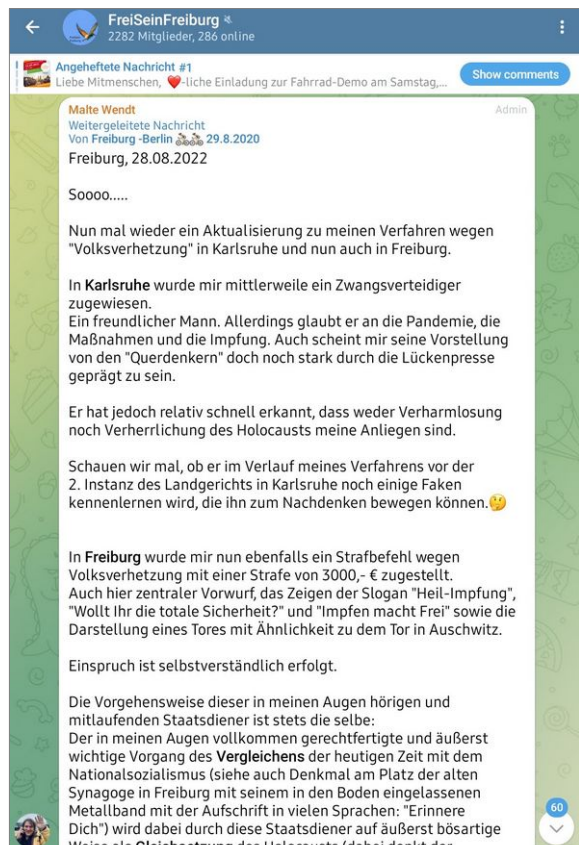 FreiSeinFreiburg
2282 Mitglieder, 286 online
Angeheftete Nachricht #1
Liebe Mitmenschen, ❤️-liche Einladung zur Fahrrad-Demo am Samstag,...
Show comments
Malte Wendt
Admin
Weitergeleitete Nachricht
Von Freiburg -Berlin 🚴🚴 29.8.2020
Freiburg, 28.08.2022
Soooo.....
Nun mal wieder ein Aktualisierung zu meinen Verfahren wegen
"Volksverhetzung" in Karlsruhe und nun auch in Freiburg.
In Karlsruhe wurde mir mittlerweile ein Zwangsverteidiger
zugewiesen.
Ein freundlicher Mann. Allerdings glaubt er an die Pandemie, die
Maßnahmen und die Impfung. Auch scheint mir seine Vorstellung
von den "Querdenkern" doch noch stark durch die Lückenpresse
geprägt zu sein.
Er hat jedoch relativ schnell erkannt, dass weder Verharmlosung
noch Verherrlichung des Holocausts meine Anliegen sind.
Schauen wir mal, ob er im Verlauf meines Verfahrens vor der
2. Instanz des Landgerichts in Karlsruhe noch einige Faken
kennenlernen wird, die ihn zum Nachdenken bewegen können.🤔
In Freiburg wurde mir nun ebenfalls ein Strafbefehl wegen
Volksverhetzung mit einer Strafe von 3000,- € zugestellt.
Auch hier zentraler Vorwurf, das Zeigen der Slogan "Heil-Impfung",
"Wollt Ihr die totale Sicherheit?" und "Impfen macht Frei" sowie die
Darstellung eines Tores mit Ähnlichkeit zu dem Tor in Auschwitz.
Einspruch ist selbstverständlich erfolgt.
Die Vorgehensweise dieser in meinen Augen hörigen und
mitlaufenden Staatsdiener ist stets die selbe:
Der in meinen Augen vollkommen gerechtfertigte und äußerst
wichtige Vorgang des Vergleichens der heutigen Zeit mit dem
Nationalsozialismus (siehe auch Denkmal am Platz der alten
Synagoge in Freiburg mit seinem in den Boden eingelassenen
Metallband mit der Aufschrift in vielen Sprachen: "Erinnere
Dich") wird dabei durch diese Staatsdiener auf äußerst bösartige
Weise als Gleichsetzung des Holocausts (dabei denkt der
60